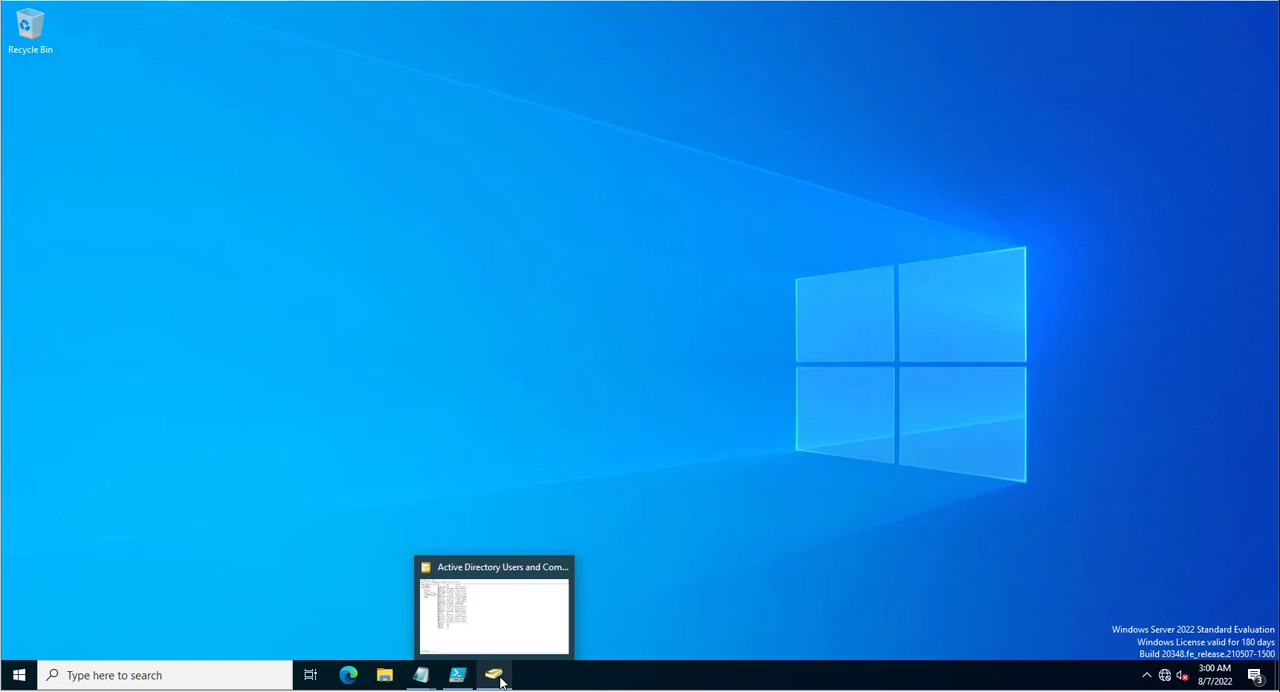 Recycle Bin
Active Directory Users and Com...
Windows Server 2022 Standard Evaluation
Windows License valid for 180 days
Build 20348.fe_release.210507-1500
Type here to search
3:00 AM
8/7/2022
3